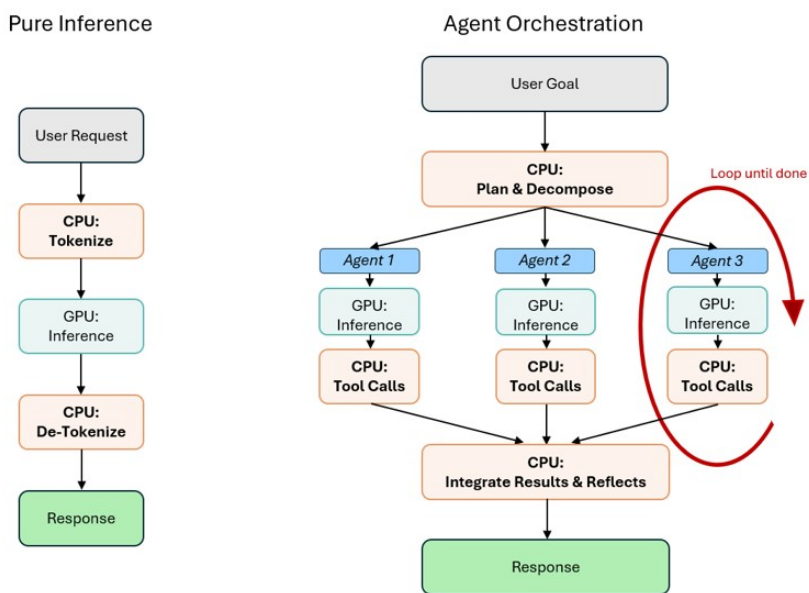 Pure Inference
User Request
CPU:
Tokenize
GPU:
Inference
CPU:
De-Tokenize
Response
Agent Orchestration
User Goal
CPU:
Plan & Decompose
Loop until done
Agent 1
Agent 2
Agent 3
GPU:
Inference
GPU:
Inference
GPU:
Inference
CPU:
Tool Calls
CPU:
Tool Calls
CPU:
Tool Calls
CPU:
Integrate Results & Reflects
Response